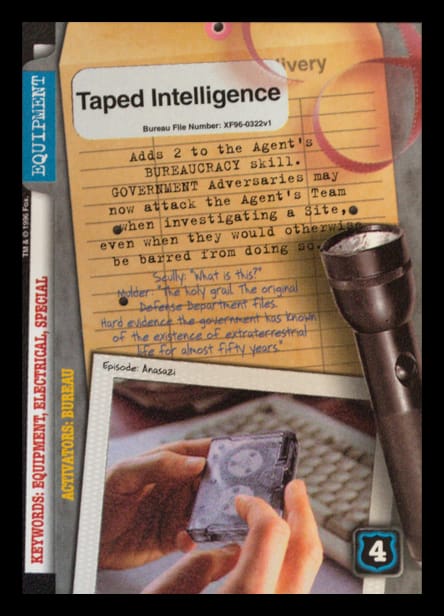 ivery
Taped Intelligence
Bureau File Number: XF96-0322v1
Adds 2 to the Agent's
BUREAUCRACY skill.
GOVERNMENT Adversaries may
now attack the Agent's Team
when investigating a Site,
even when they would otherwise
be barred from doing so.
Scully: "What is this?"
Mulder: "The holy grail. The original
Defense Department files.
Hard evidence the government has known
of the existence of extraterrestrial
life for almost fifty years."
Episode: Anasazi
4
EQUIPMENT
TM & © 1996 Fox.
KEYWORDS: EQUIPMENT, ELECTRICAL, SPECIAL
ACTIVATORS: BUREAU